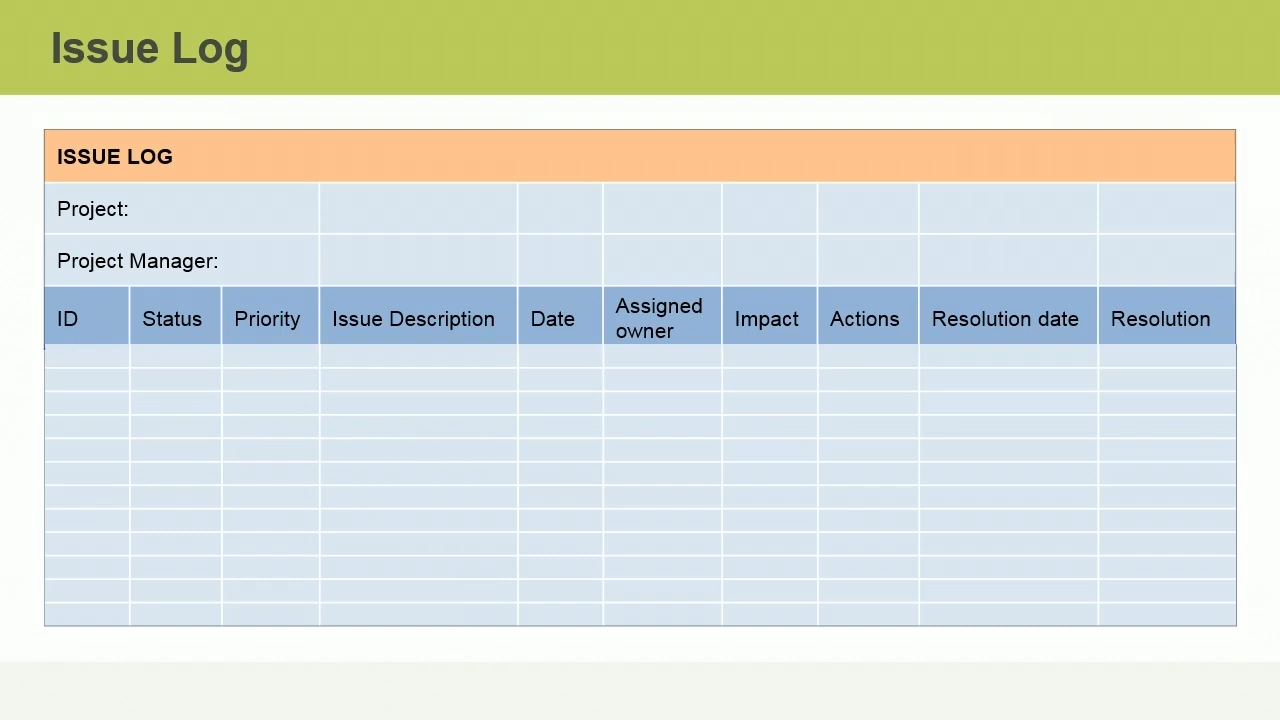 Issue Log
ISSUE LOG
Project:
Project Manager:
ID Status Priority Issue Description Date Assigned owner Impact Actions Resolution date Resolution